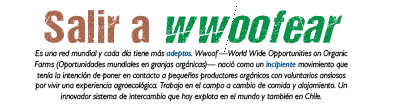 Salir a wwoofear
Es una red mundial y cada día tiene más adeptos. Wwoof —World Wide Opportunities on Organic
Farms (Oportunidades mundiales en granjas orgánicas)— nació como un incipiente movimiento que
tenía la intención de poner en contacto a pequeños productores orgánicos con voluntarios ansiosos
por vivir una experiencia agroecológica. Trabajo en el campo a cambio de comida y alojamiento. Un
innovador sistema de intercambio que hoy explota en el mundo y también en Chile.